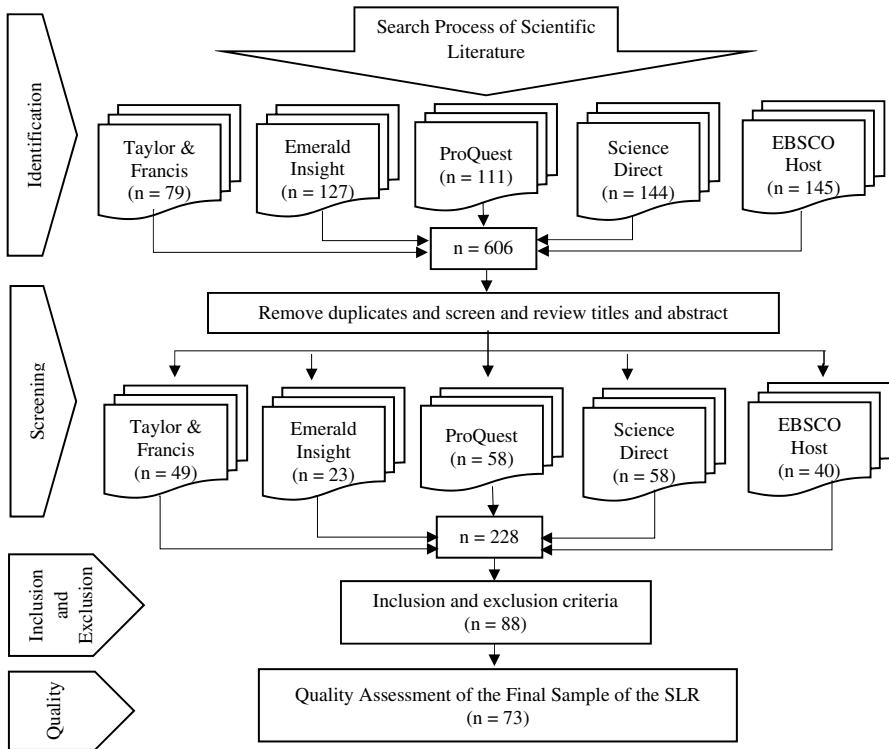 Search Process of Scientific
Literature
Identification
Taylor &
Francis
(n = 79)
Emerald
Insight
(n = 127)
ProQuest
(n = 111)
Science
Direct
(n = 144)
EBSCO
Host
(n = 145)
n = 606
Remove duplicates and screen and review titles and abstract
Screening
Taylor &
Francis
(n = 49)
Emerald
Insight
(n = 23)
ProQuest
(n = 58)
Science
Direct
(n = 58)
EBSCO
Host
(n = 40)
n = 228
Inclusion
and
Exclusion
Inclusion and exclusion criteria
(n = 88)
Quality
Quality Assessment of the Final Sample of the SLR
(n = 73)